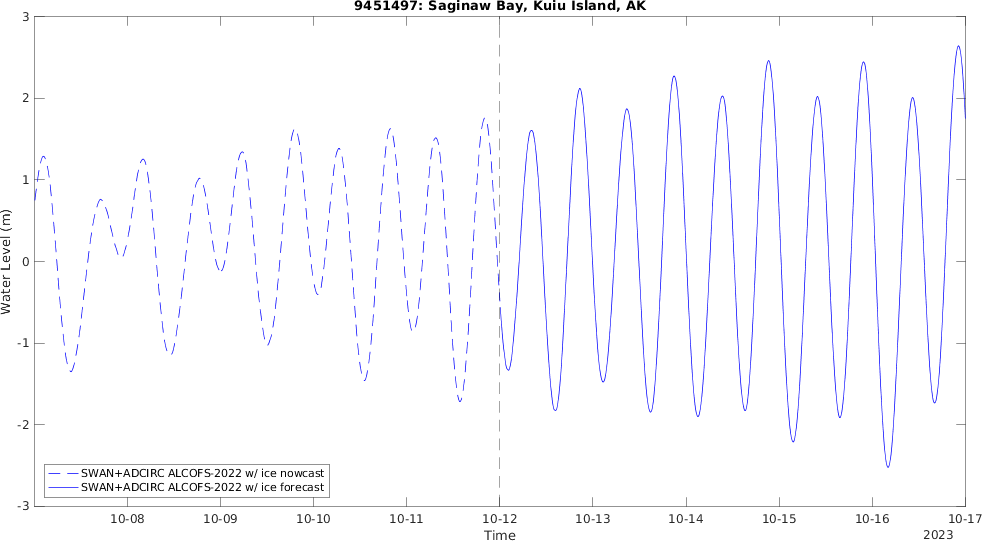 9451497: Saginaw Bay, Kuiu Island, AK
3
2
1
0
-1
-2
-3
Water Level (m)
SWAN+ADCIRC ALCOFS-2022 w/ ice nowcast
SWAN+ADCIRC ALCOFS-2022 w/ ice forecast
10-08 10-09 10-10 10-11 10-12 10-13 10-14 10-15 10-16 10-17
Time
2023